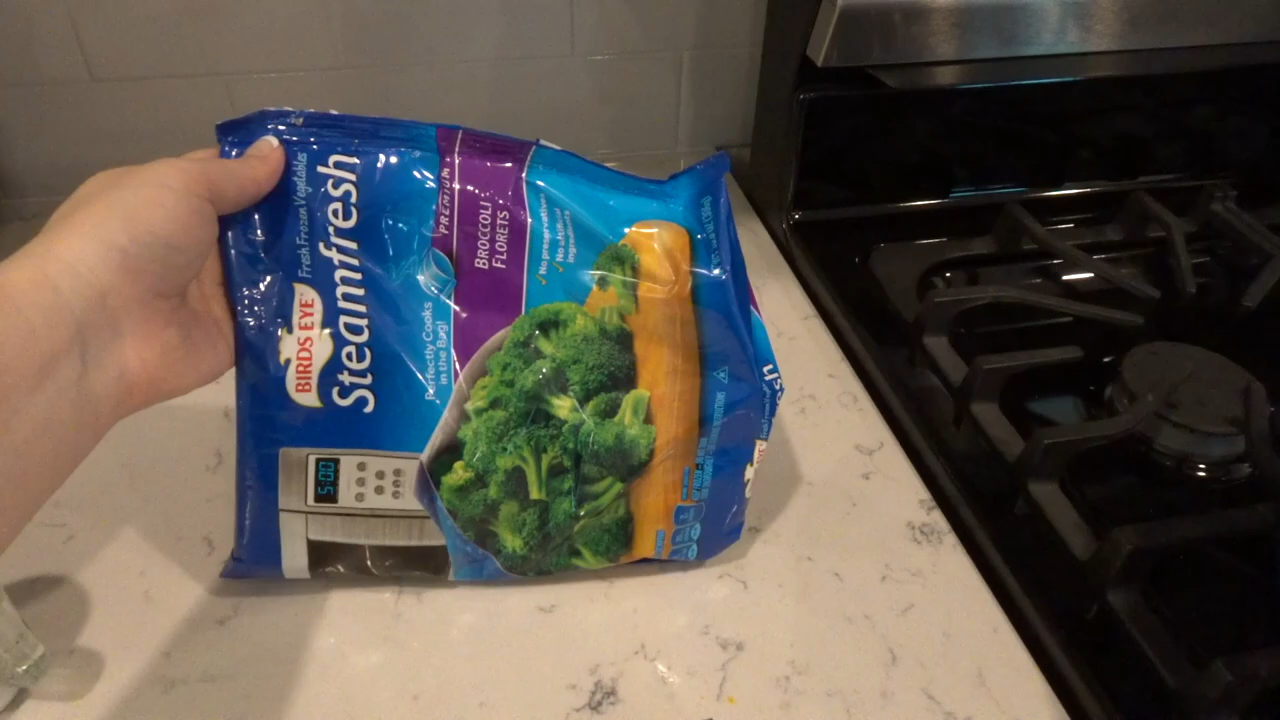 BIRDS EYE
Fresh Frozen Vegetables
Steamfresh
PREMIUM
BROCCOLI
FLORETS
Perfectly Cooks
in the Bag!
✓ No preservatives
✓ No artificial
ingredients
5:00